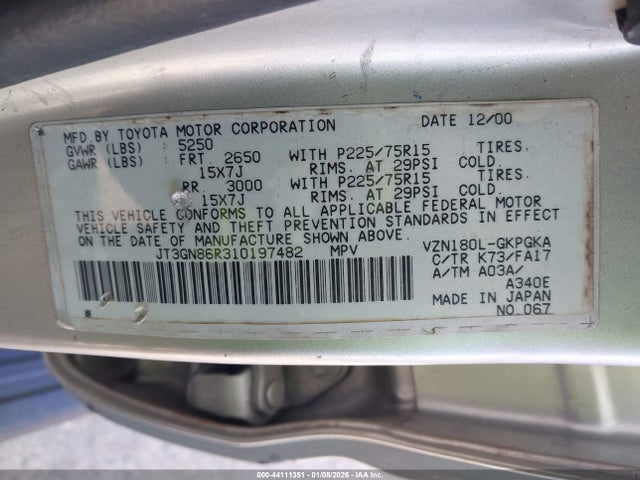 MFD BY TOYOTA MOTOR CORPORATION DATE 12/00
GVWR (LBS) 5250
GAWR (LBS) FRT 2650 WITH P225/75R15 TIRES.
15X7J RIMS. AT 29PSI COLD.
RR 3000 WITH P225/75R15 TIRES.
15X7J RIMS. AT 29PSI COLD.
THIS VEHICLE CONFORMS TO ALL APPLICABLE FEDERAL MOTOR
VEHICLE SAFETY AND THEFT PREVENTION STANDARDS IN EFFECT
ON THE DATE OF MANUFACTURE SHOWN ABOVE.
JT3GN86R310197482 MPV VZN180L-GKPGKA
C/TR K73/FA17
A/TM A03A/
A340E
MADE IN JAPAN
NO.067
000-44111351 | 01/08/2026 - Copart - IAA Holdings, LLC